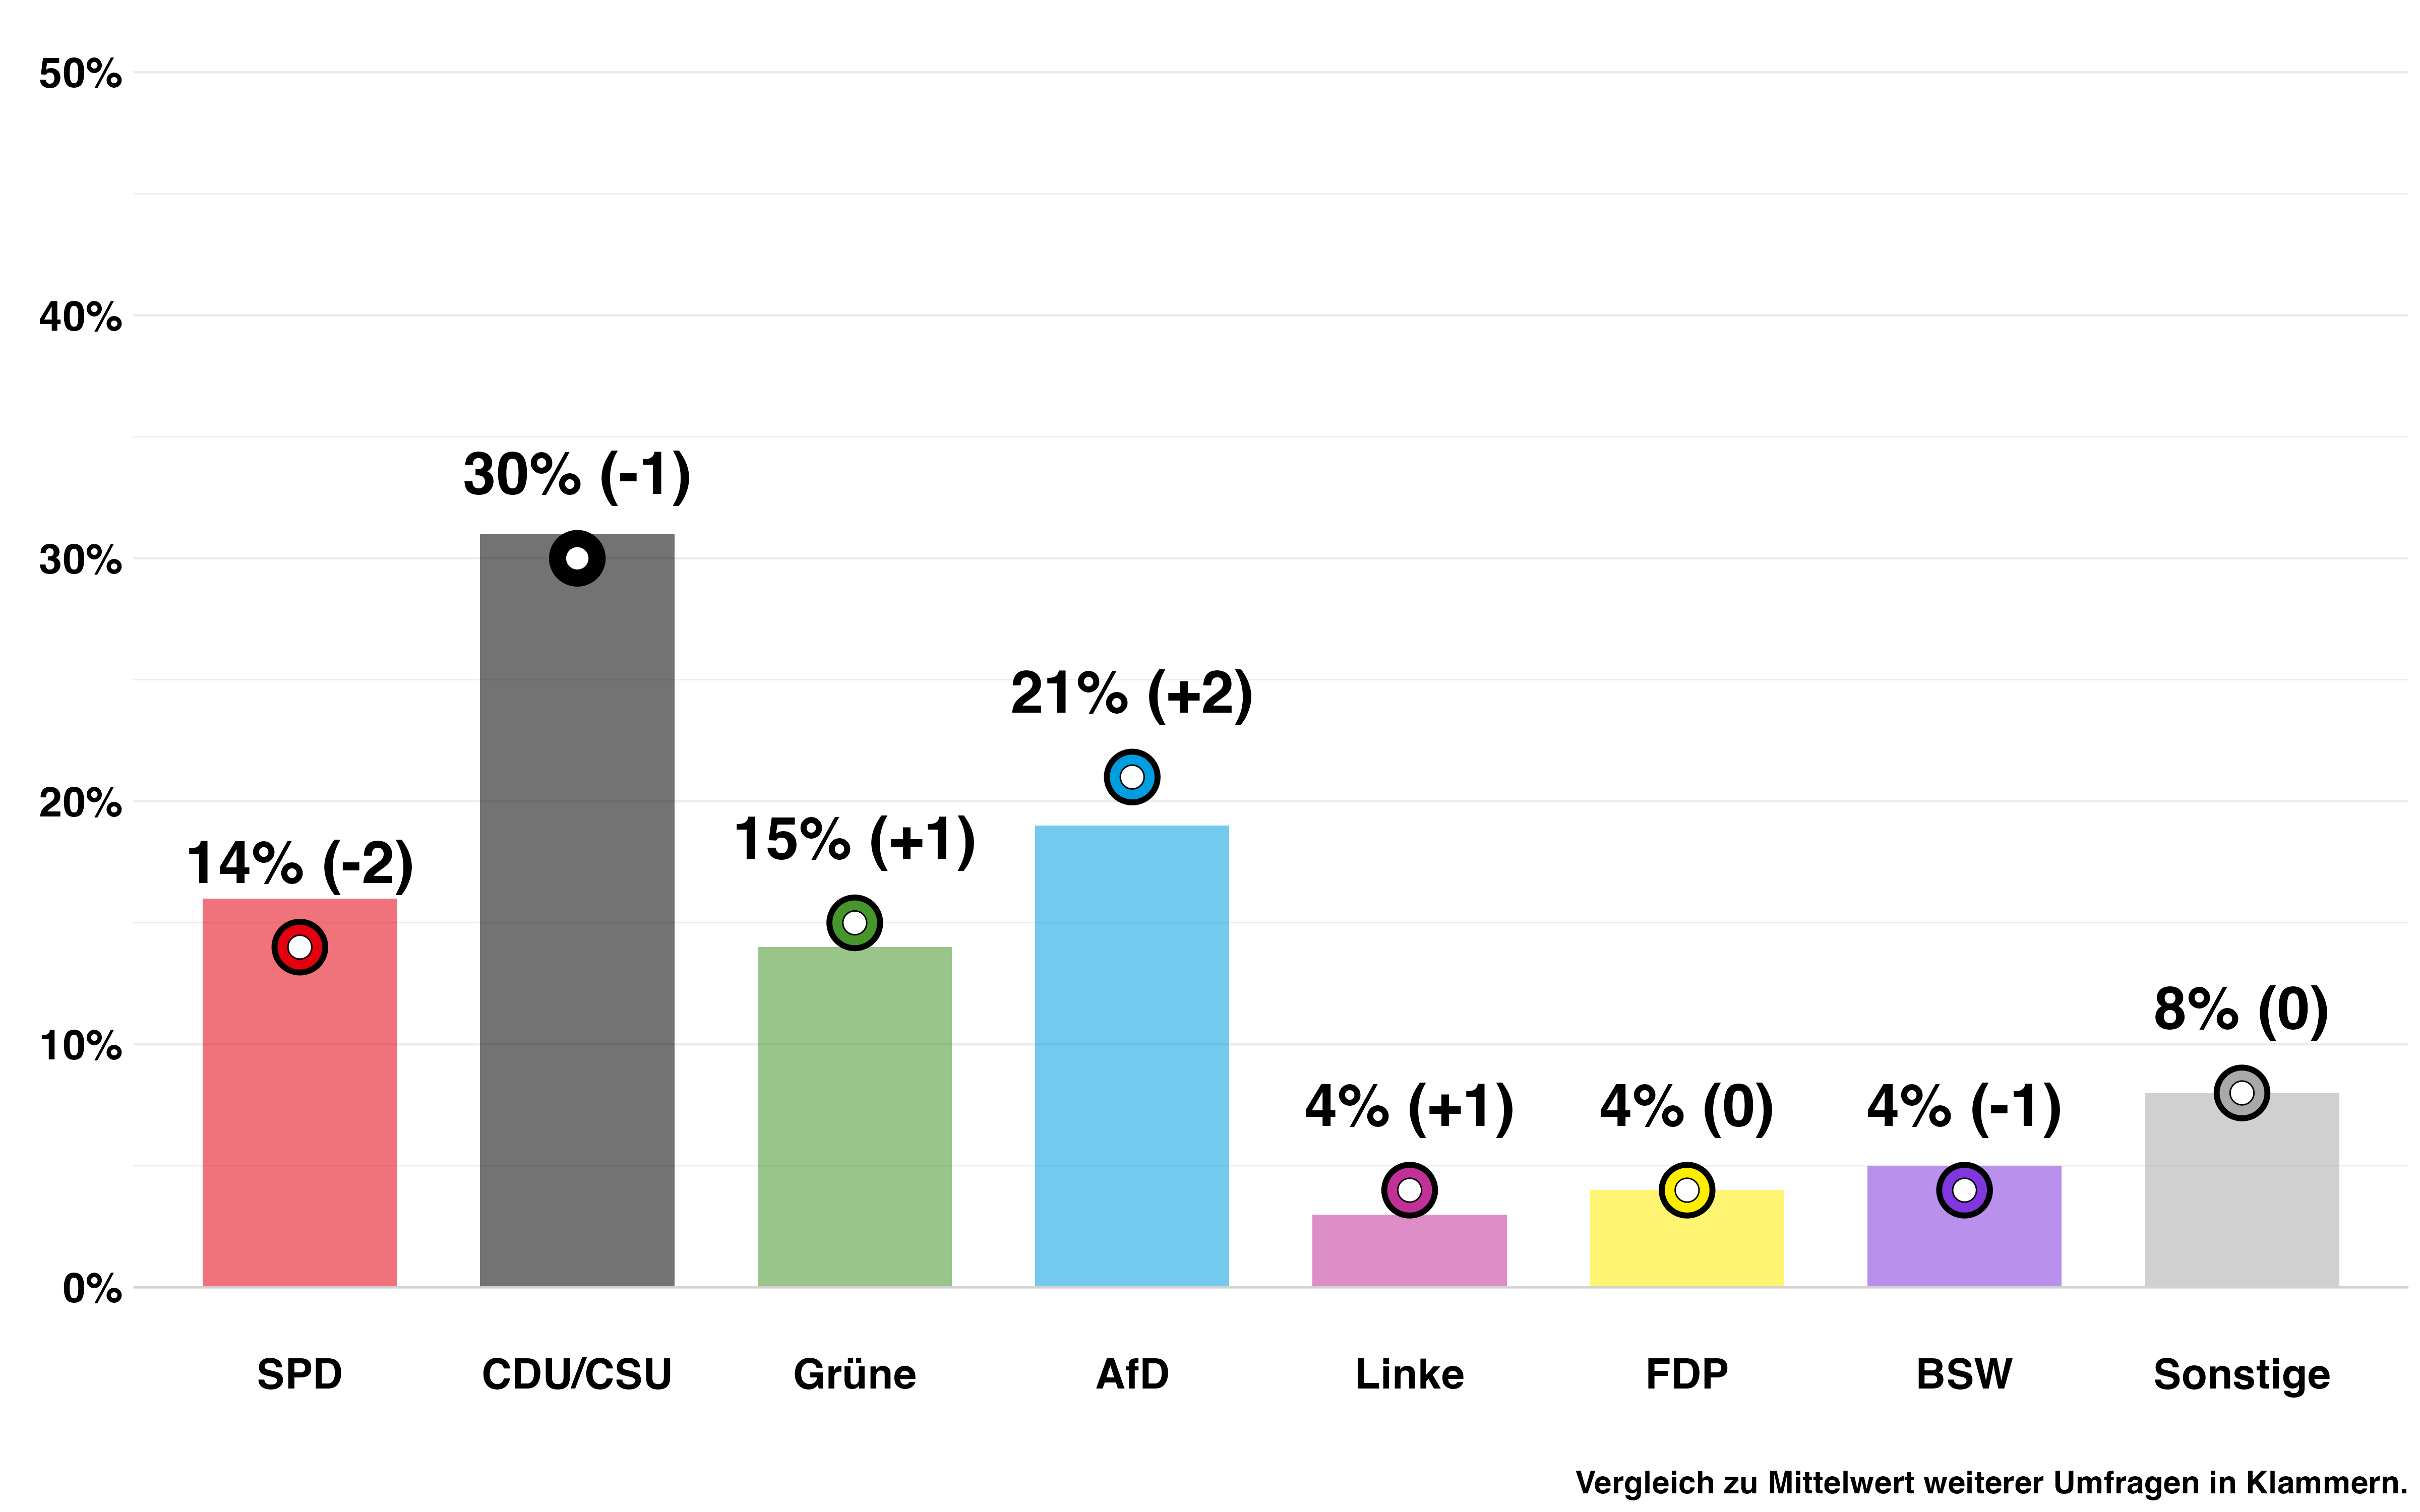 50%
40%
30%
20%
10%
0%
14% (-2)
30% (-1)
15% (+1)
21% (+2)
4% (+1)
4% (0)
4% (-1)
8% (0)
SPD
CDU/CSU
Grüne
AfD
Linke
FDP
BSW
Sonstige
Vergleich zu Mittelwert weiterer Umfragen in Klammern.